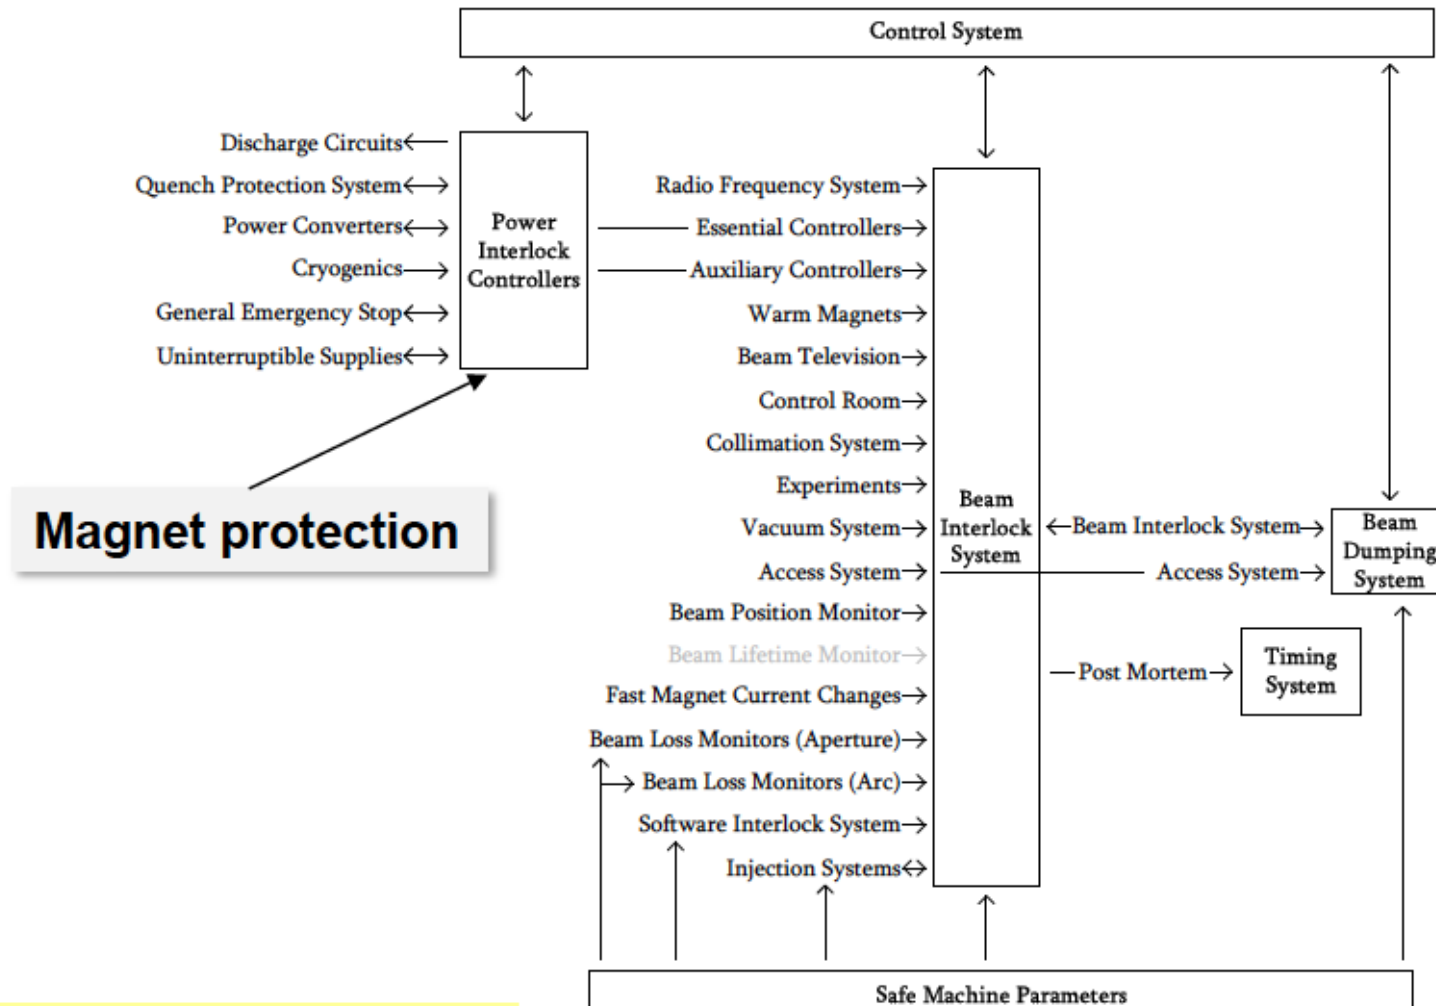 Control System
Discharge Circuits
Quench Protection System
Power Converters
Cryogenics
General Emergency Stop
Uninterruptible Supplies
Power
Interlock
Controllers
Magnet protection
Radio Frequency System
Essential Controllers
Auxiliary Controllers
Warm Magnets
Beam Television
Control Room
Collimation System
Experiments
Vacuum System
Access System
Beam Position Monitor
Beam Lifetime Monitor
Fast Magnet Current Changes
Beam Loss Monitors (Aperture)
Beam Loss Monitors (Arc)
Software Interlock System
Injection Systems
Beam
Interlock
System
Beam Interlock System
Access System
Beam
Dumping
System
Post Mortem
Timing
System
Safe Machine Parameters